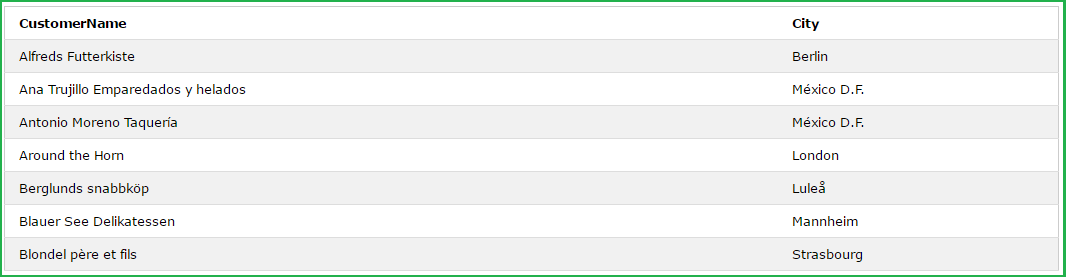 CustomerName City
Alfreds Futterkiste Berlin
Ana Trujillo Emparedados y helados México D.F.
Antonio Moreno Taquería México D.F.
Around the Horn London
Berglunds snabbköp Luleå
Blauer See Delikatessen Mannheim
Blondel père et fils Strasbourg